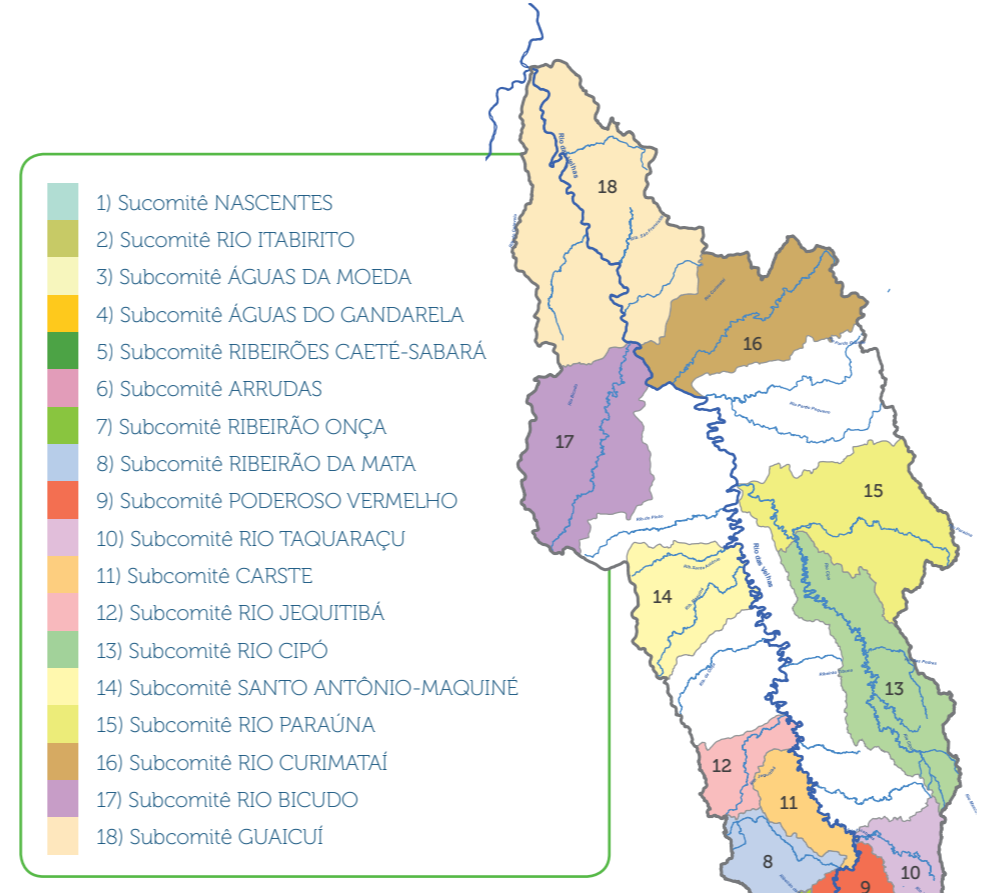 1) Sucomitê NASCENTES
2) Sucomitê RIO ITABIRITO
3) Subcomitê ÁGUAS DA MOEDA
4) Subcomitê ÁGUAS DO GANDARELA
5) Subcomitê RIBEIRÕES CAETÉ-SABARÁ
6) Subcomitê ARRUDAS
7) Subcomitê RIBEIRÃO ONÇA
8) Subcomitê RIBEIRÃO DA MATA
9) Subcomitê PODEROSO VERMELHO
10) Subcomitê RIO TAQUARAÇU
11) Subcomitê CARSTE
12) Subcomitê RIO JEQUITIBÁ
13) Subcomitê RIO CIPÓ
14) Subcomitê SANTO ANTÔNIO-MAQUINÉ
15) Subcomitê RIO PARAÚNA
16) Subcomitê RIO CURIMATAÍ
17) Subcomitê RIO BICUDO
18) Subcomitê GUAICUÍ
Rio das Velhas
18
16
17
15
Rio das Velhas
14
13
12
11
8
9
10